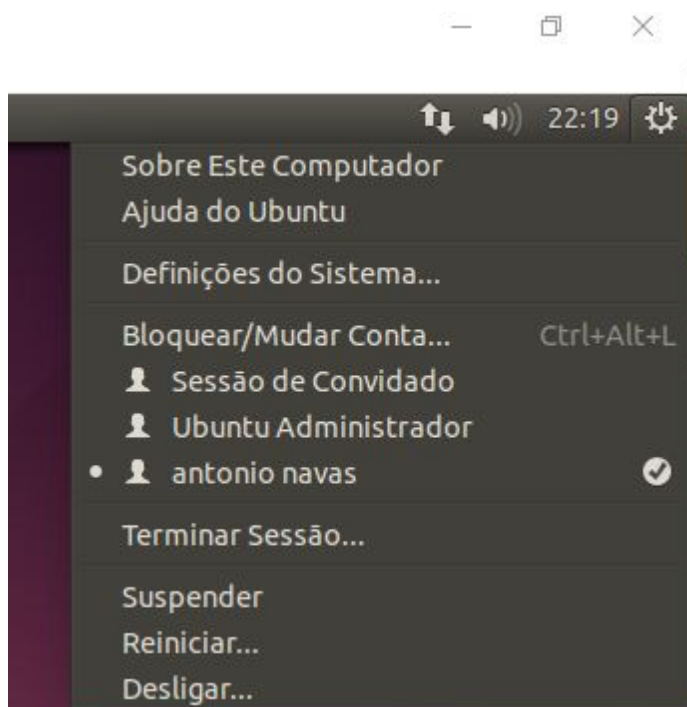 22:19
Sobre Este Computador
Ajuda do Ubuntu
Definições do Sistema...
Bloquear/Mudar Conta... Ctrl+Alt+L
Sessão de Convidado
Ubuntu Administrador
antonio navas
Terminar Sessão...
Suspender
Reiniciar...
Desligar...